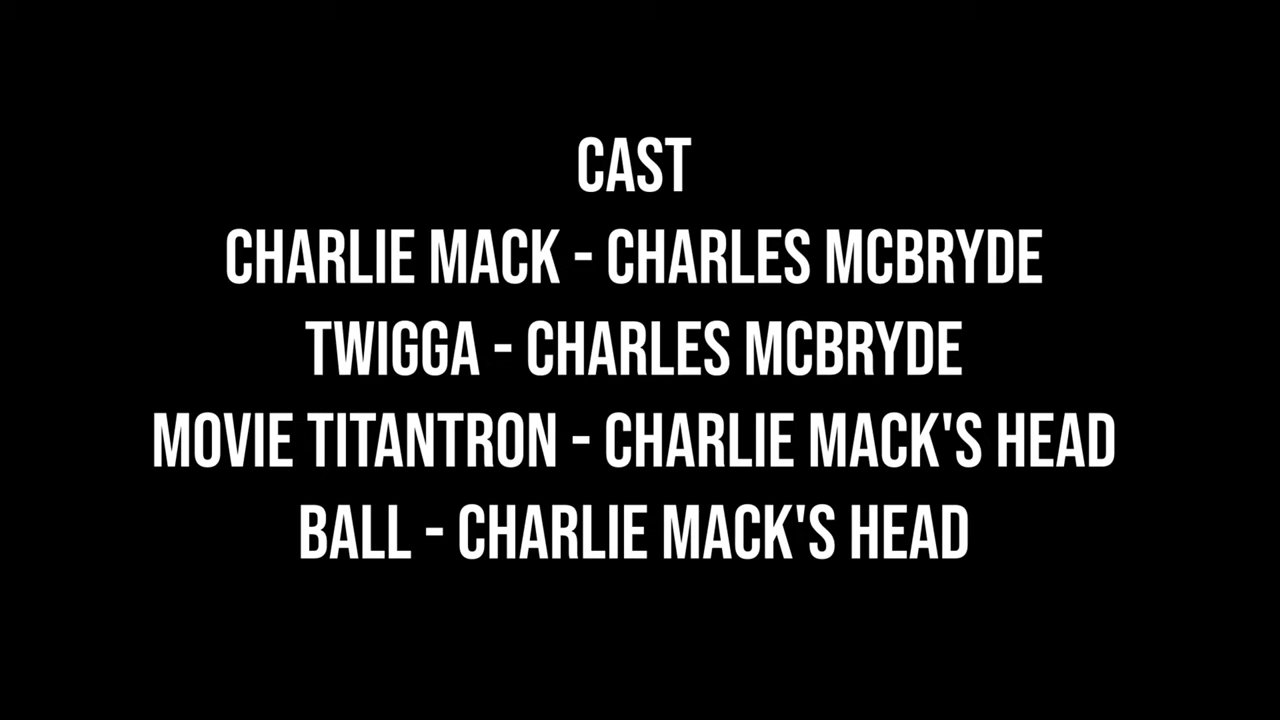 CAST
CHARLIE MACK - CHARLES MCBRYDE
TWIGGA - CHARLES MCBRYDE
MOVIE TITANTRON - CHARLIE MACK'S HEAD
BALL - CHARLIE MACK'S HEAD